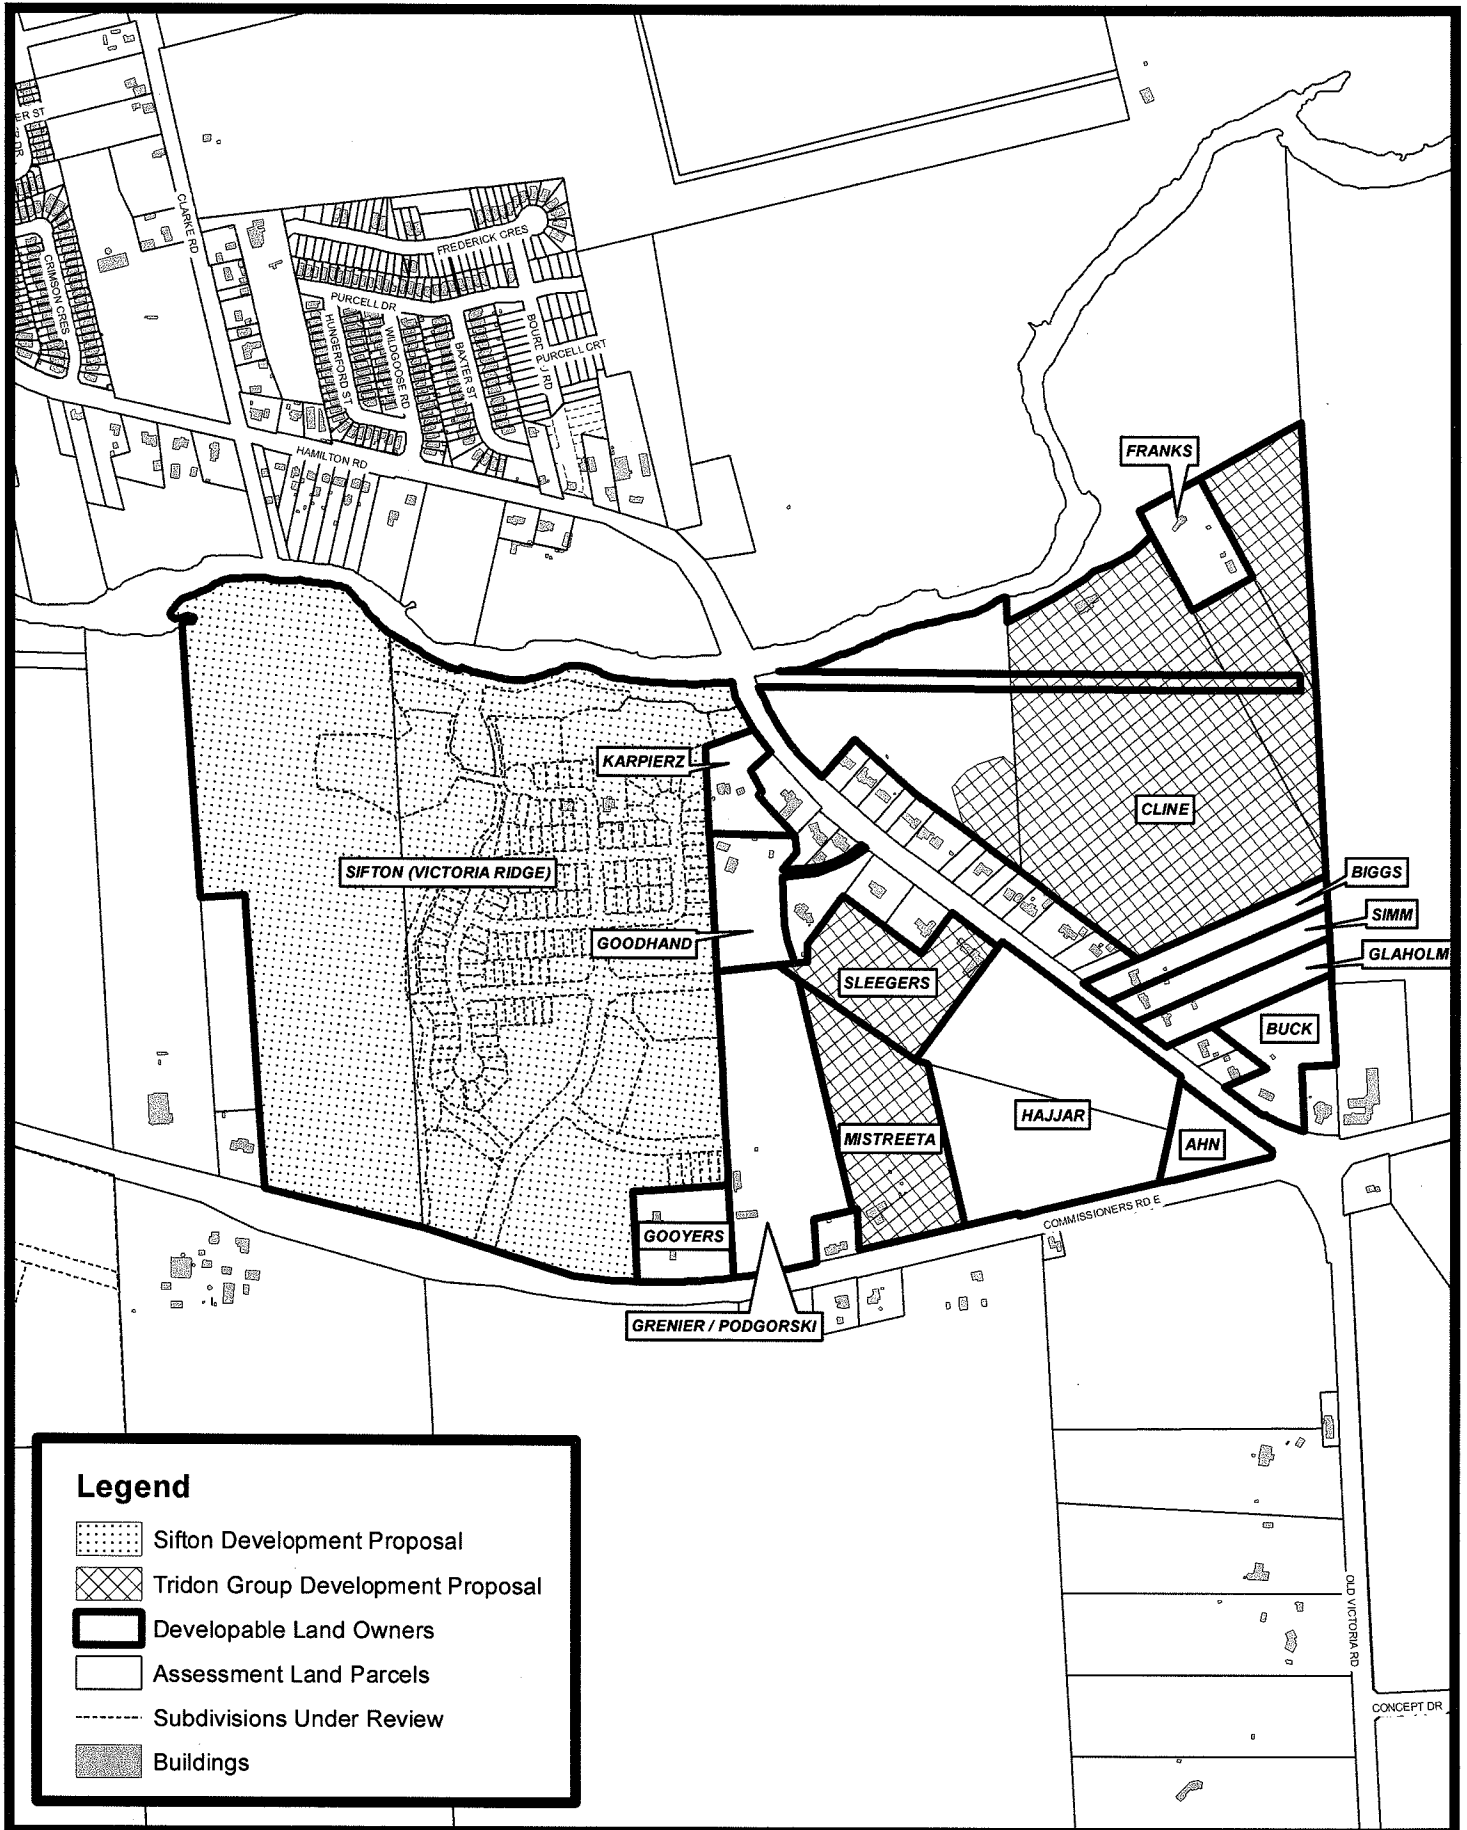 ER ST
DR
CLARKE RD
CRIMSON CRES
FREDERICK CRES
PURCELL DR
HUNGERFORD ST
WILDGOOSE RD
BAXTER ST
PURCELL CRT
HAMILTON RD
FRANKS
KARPIERZ
CLINE
SIFTON (VICTORIA RIDGE)
BIGGS
SIMM
GOODHAND
GLAHOLM
SLEEGERS
BUCK
HAJJAR
MISTREETA
AHN
COMMISSIONERS RD E
GOOYERS
GRENIER / PODGORSKI
OLD VICTORIA RD
CONCEPT DR
Legend
Sifton Development Proposal
Tridon Group Development Proposal
Developable Land Owners
Assessment Land Parcels
Subdivisions Under Review
Buildings